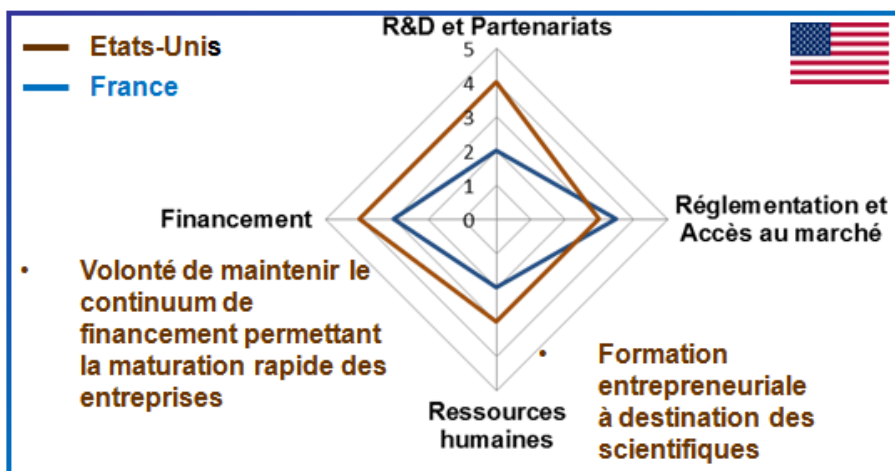 Etats-Unis
France
R&D et Partenariats
5
4
3
2
1
0
Financement
Réglementation et
Accès au marché
• Volonté de maintenir le
continuum de
financement permettant
la maturation rapide des
entreprises
Ressources
humaines
• Formation
entrepreneuriale
à destination des
scientifiques